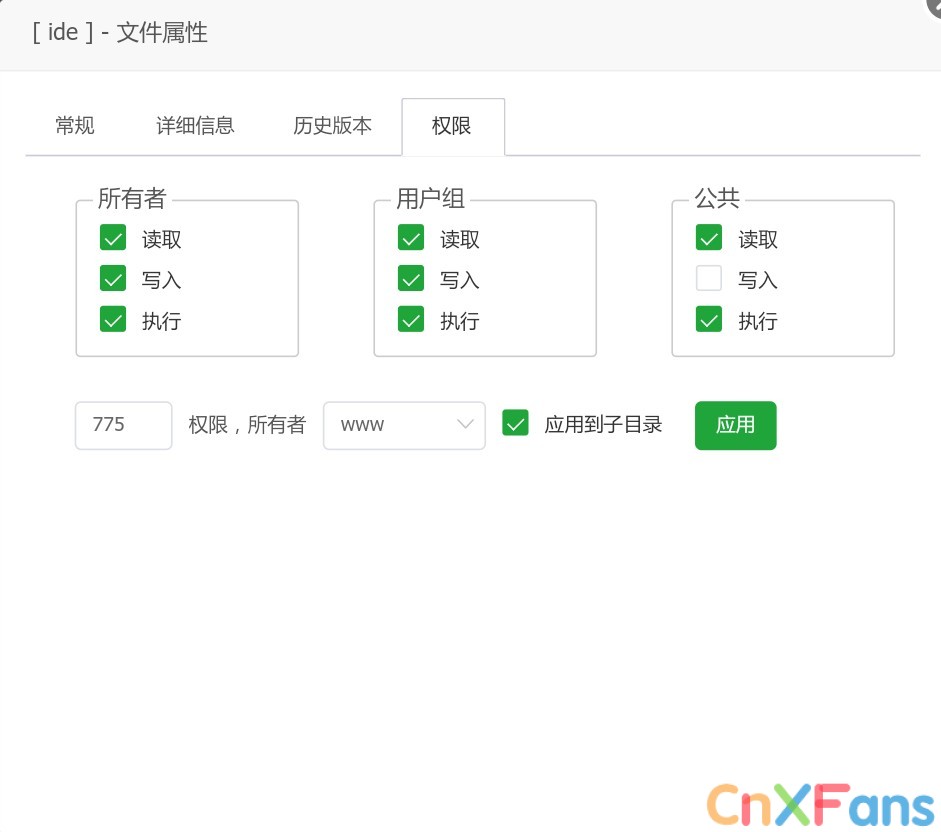 [ ide ] - 文件属性
常规 详细信息 历史版本 权限
所有者 用户组 公共
读取 读取 读取
写入 写入 写入
执行 执行 执行
775 权限，所有者 www 应用到子目录 应用
CnXFans